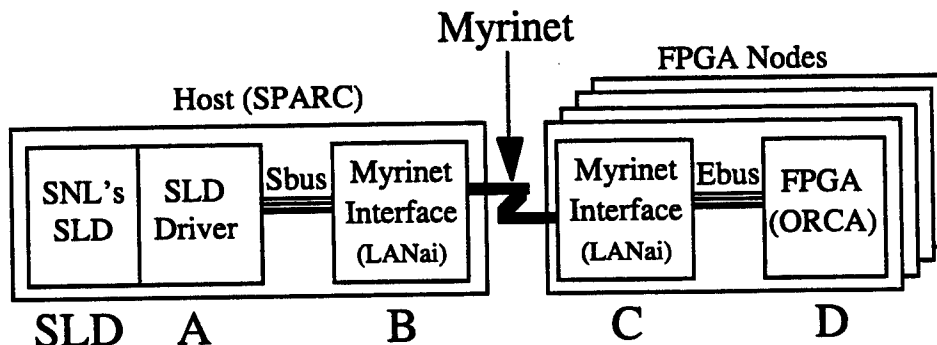 Myrinet
FPGA Nodes
Host (SPARC)
SNL's
SLD
SLD
Driver
Sbus
Myrinet
Interface
(LANai)
Myrinet
Interface
(LANai)
Ebus
FPGA
(ORCA)
SLD A B C D